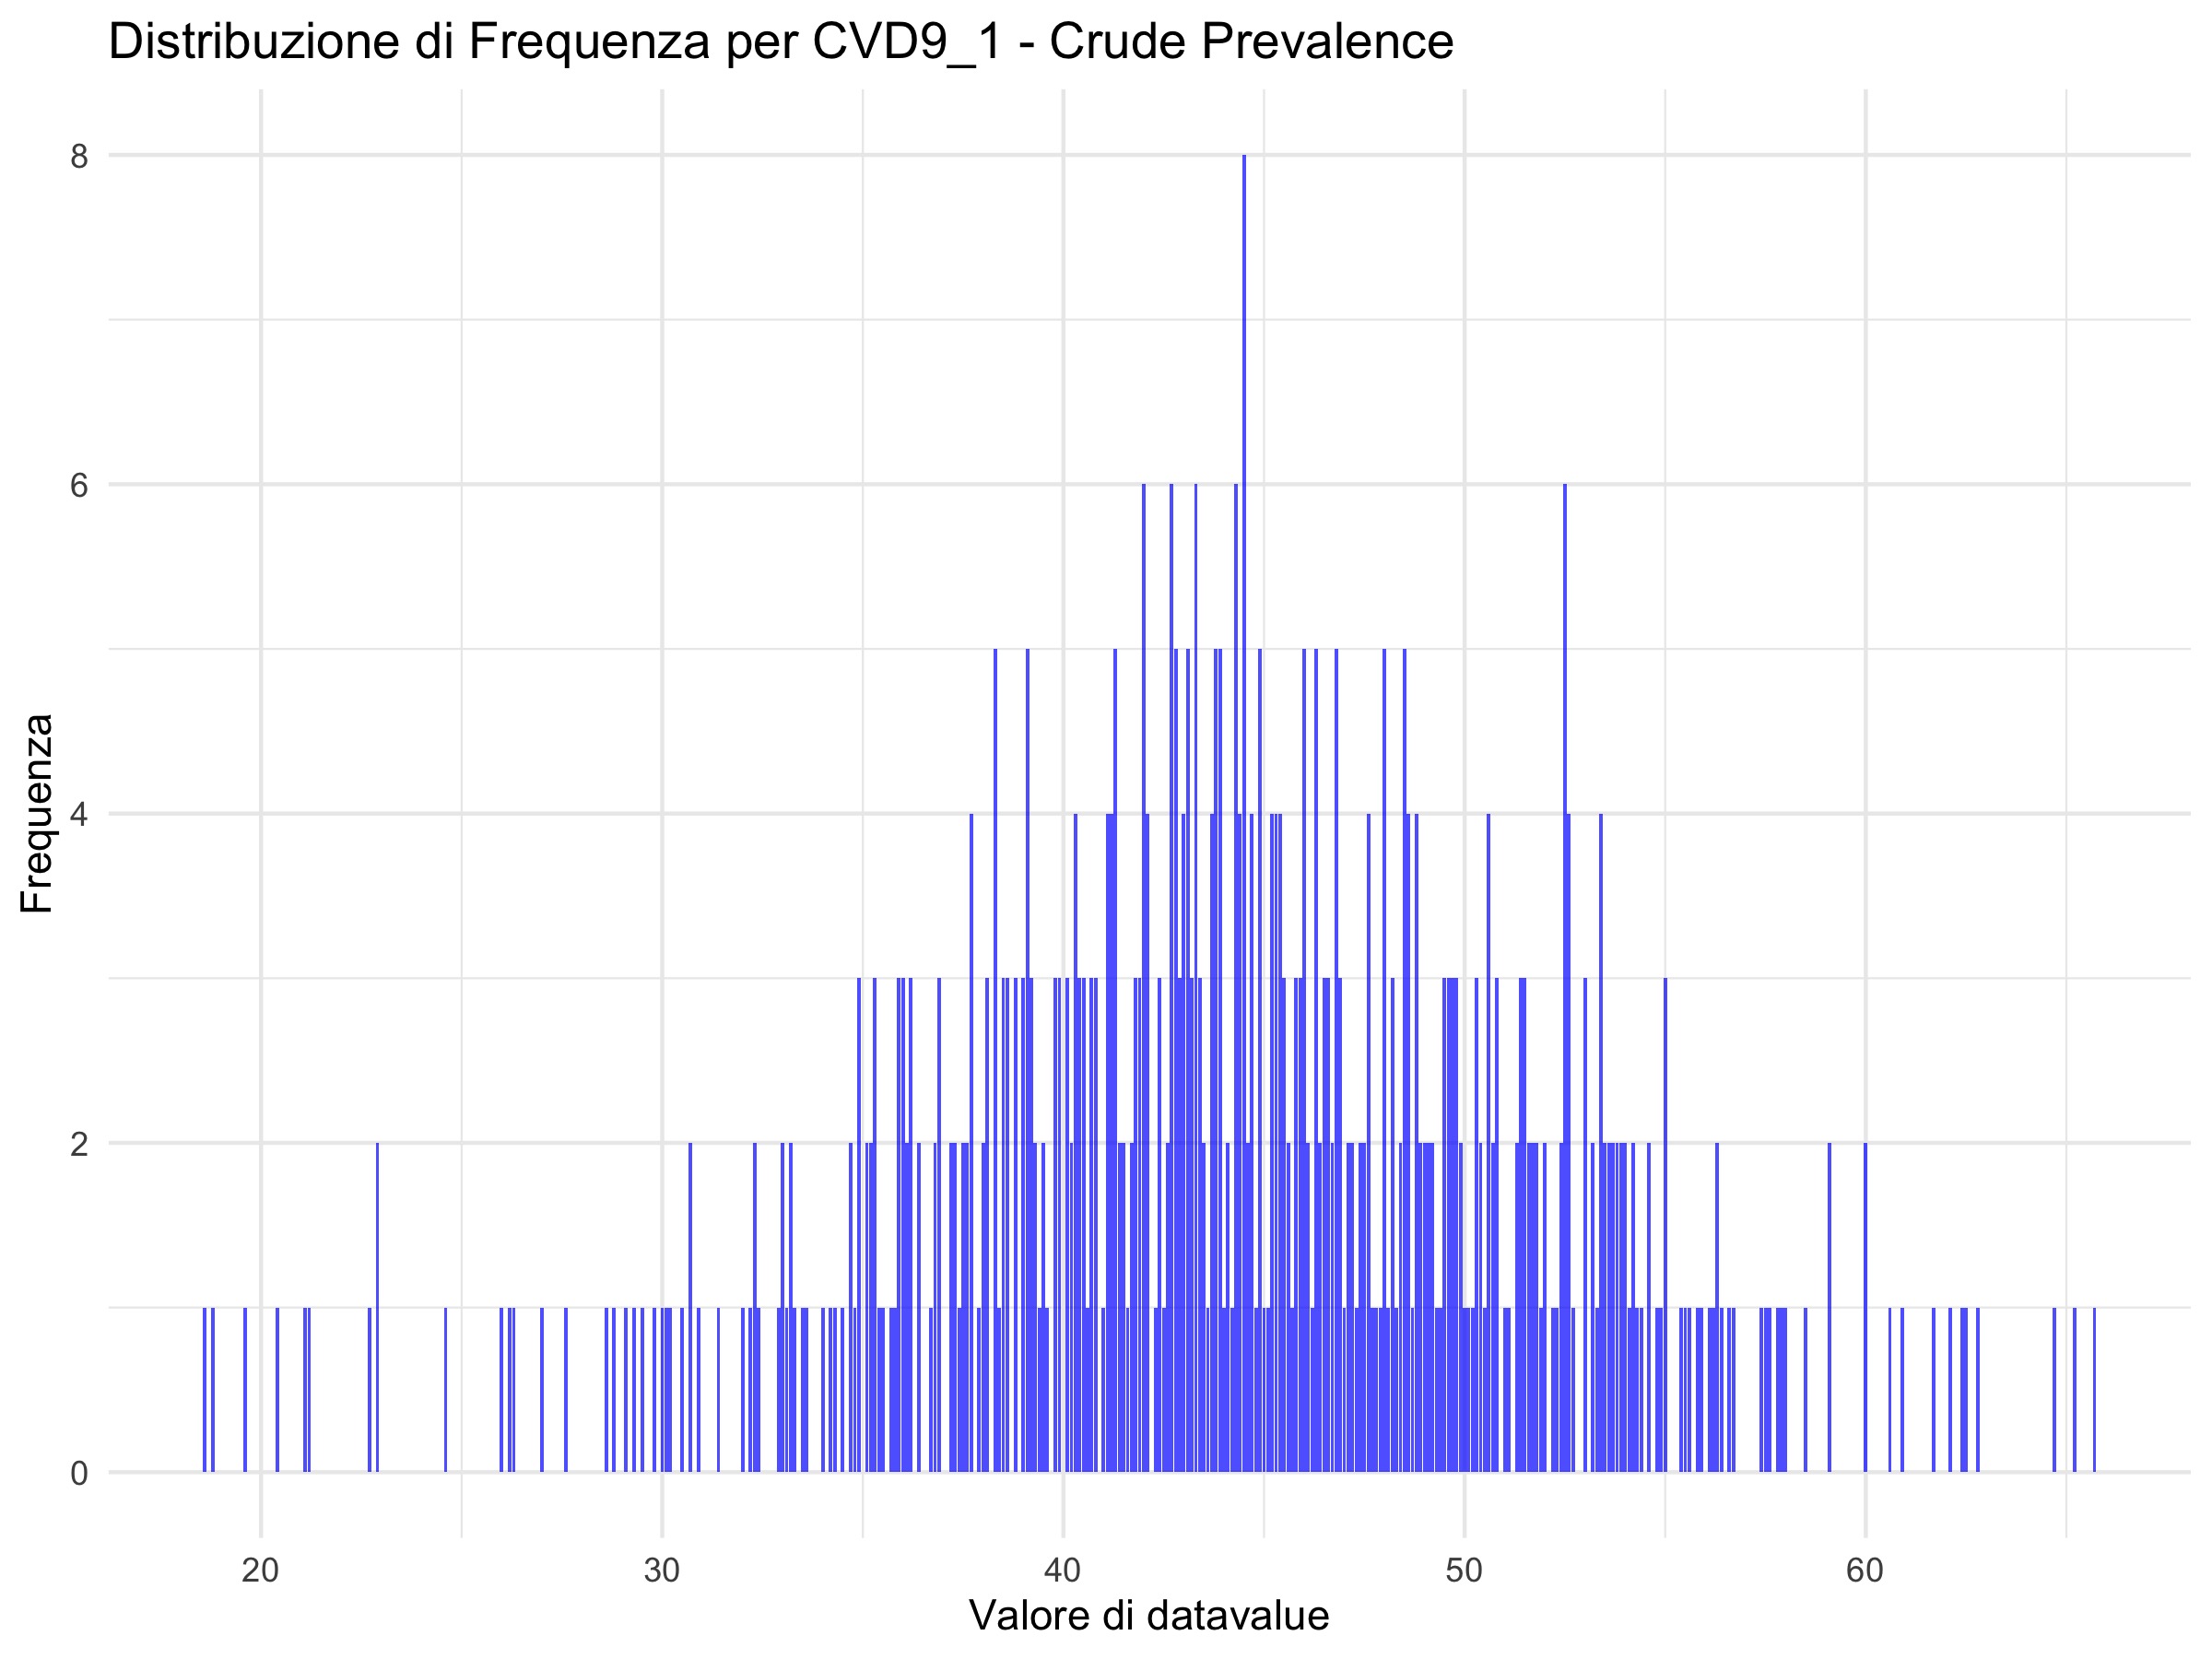 Distribuzione di Frequenza per CVD9_1 - Crude Prevalence
8
6
4
2
0
Frequenza
20 30 40 50 60
Valore di datavalue